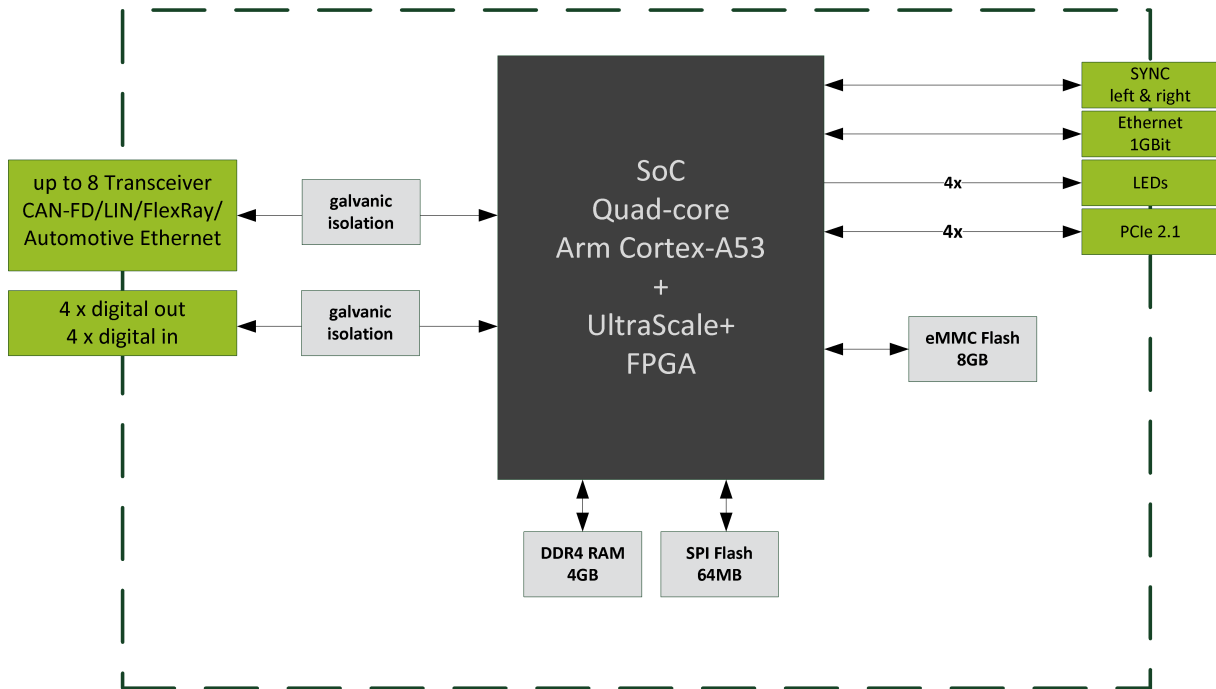 SYNC
left & right
Ethernet
1GBit
up to 8 Transceiver
CAN-FD/LIN/FlexRay/
Automotive Ethernet
galvanic
isolation
SoC
Quad-core
Arm Cortex-A53
+
UltraScale+
FPGA
4x
LEDs
4x
PCIe 2.1
4 x digital out
4 x digital in
galvanic
isolation
eMMC Flash
8GB
DDR4 RAM
4GB
SPI Flash
64MB